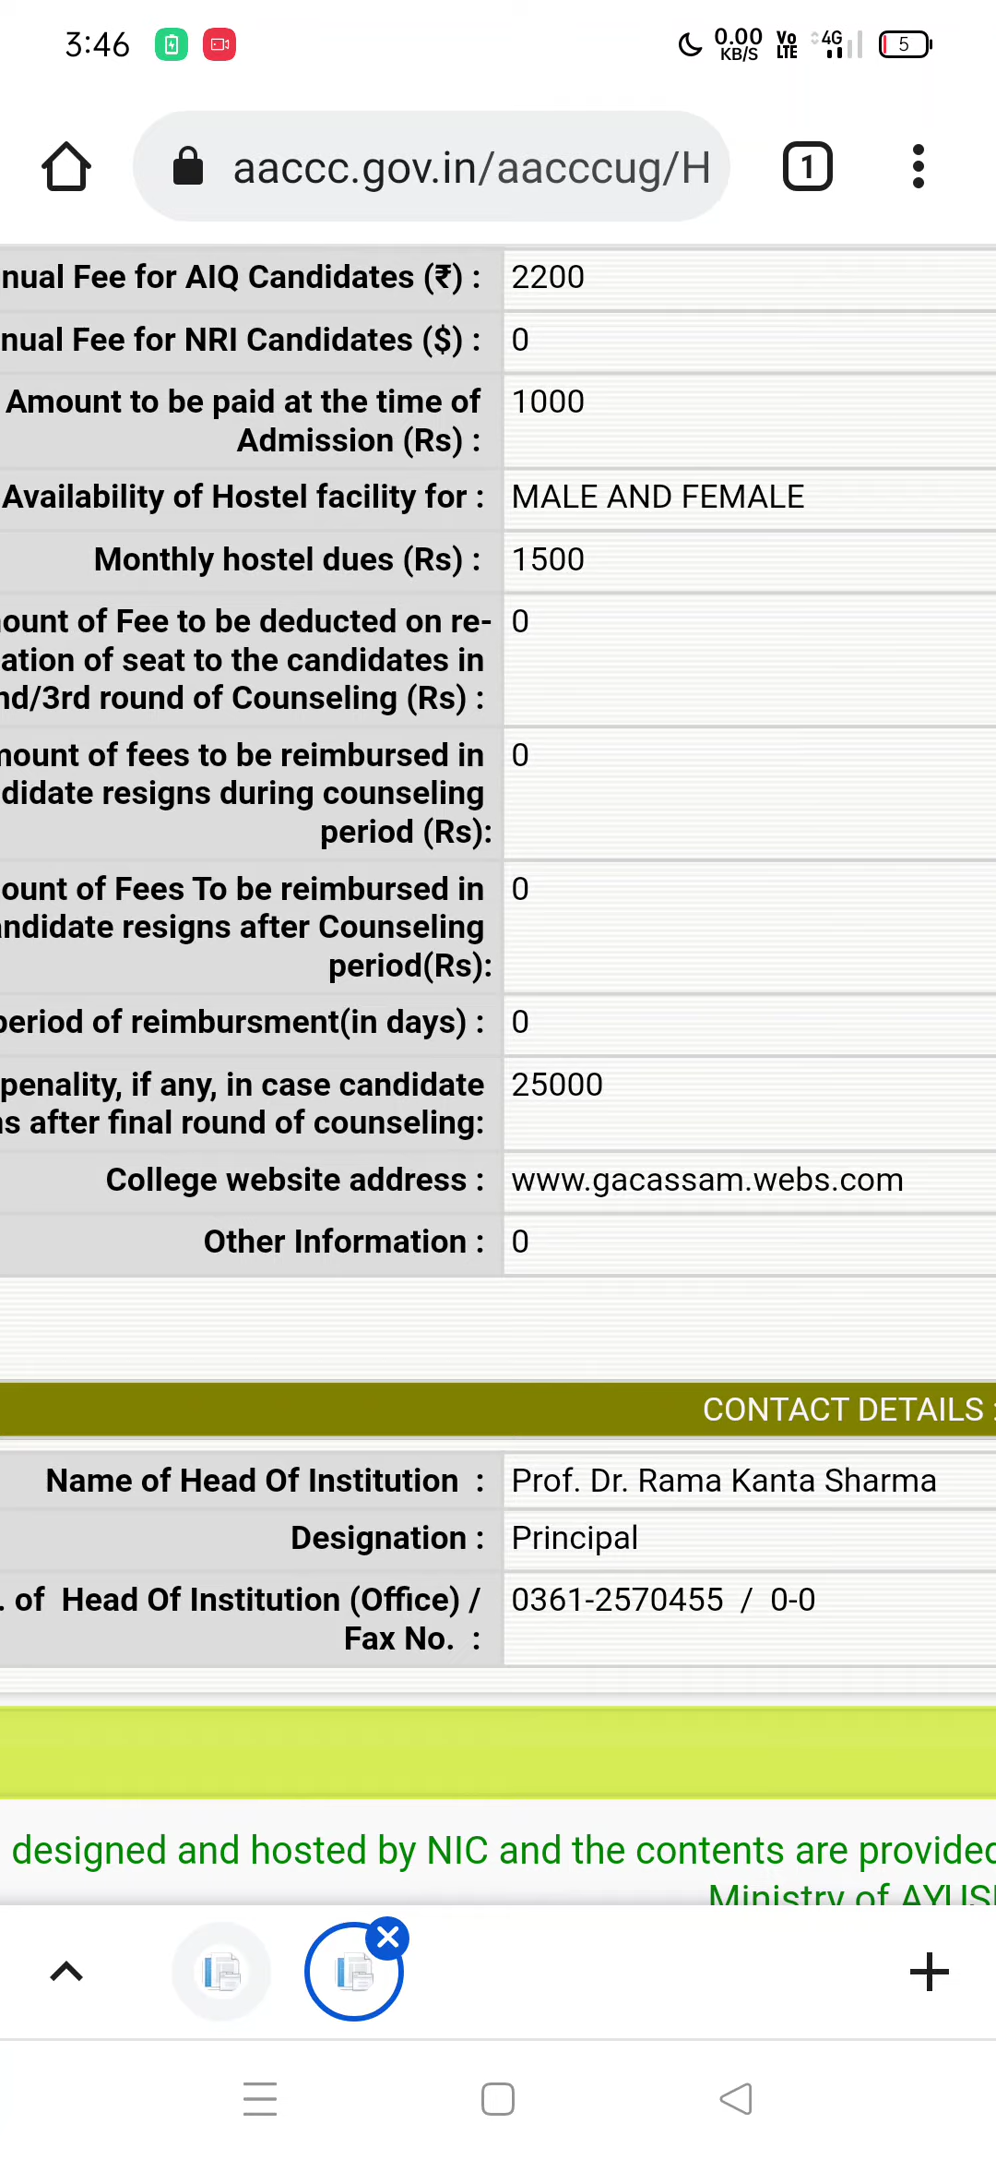 3:46
0.00 KB/S Vo LTE 4G 5
aaccc.gov.in/aacccug/H 1
nual Fee for AIQ Candidates (₹) : 2200
nual Fee for NRI Candidates ($) : 0
Amount to be paid at the time of 1000
Admission (Rs) :
Availability of Hostel facility for : MALE AND FEMALE
Monthly hostel dues (Rs) : 1500
ount of Fee to be deducted on re- 0
ation of seat to the candidates in
nd/3rd round of Counseling (Rs) :
mount of fees to be reimbursed in 0
didate resigns during counseling
period (Rs):
ount of Fees To be reimbursed in 0
andidate resigns after Counseling
period(Rs):
period of reimbursment(in days) : 0
penality, if any, in case candidate 25000
ns after final round of counseling:
College website address : www.gacassam.webs.com
Other Information : 0
CONTACT DETAILS :
Name of Head Of Institution : Prof. Dr. Rama Kanta Sharma
Designation : Principal
. of Head Of Institution (Office) / 0361-2570455 / 0-0
Fax No. :
designed and hosted by NIC and the contents are provided
Ministry of AYUSH